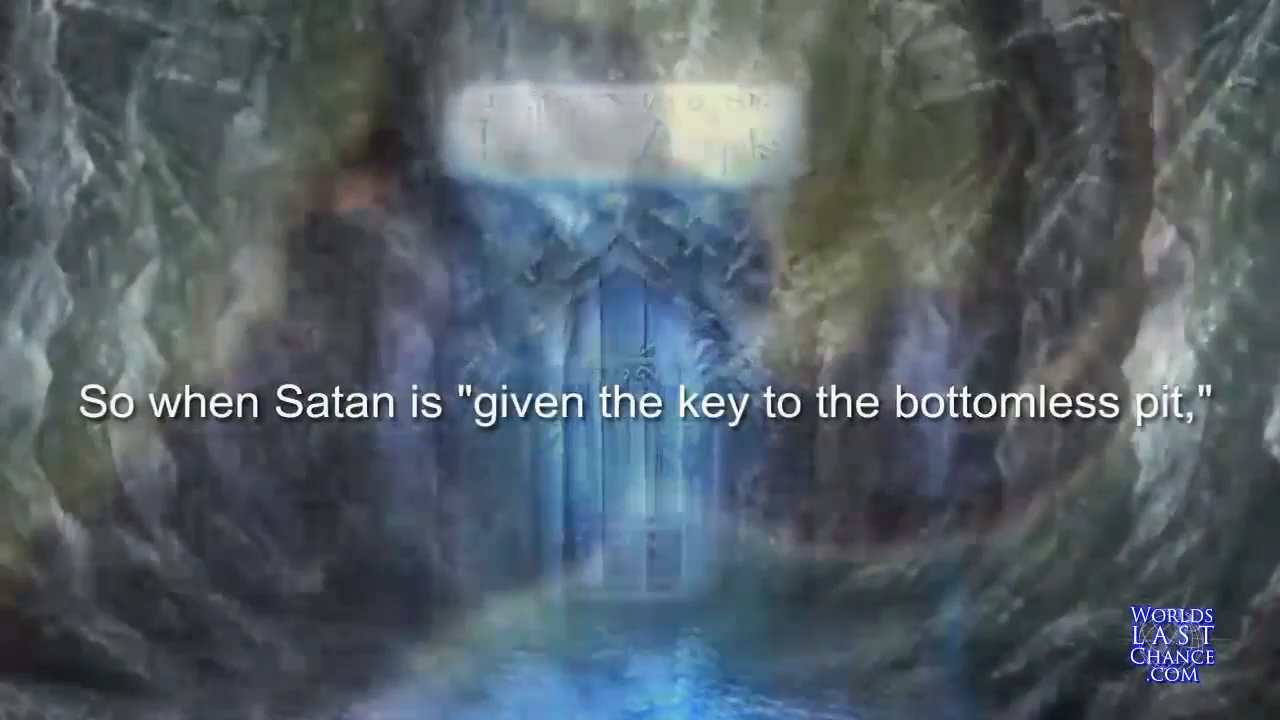 So when Satan is "given the key to the bottomless pit,"
WORLDS
LAST
CHANCE
.COM